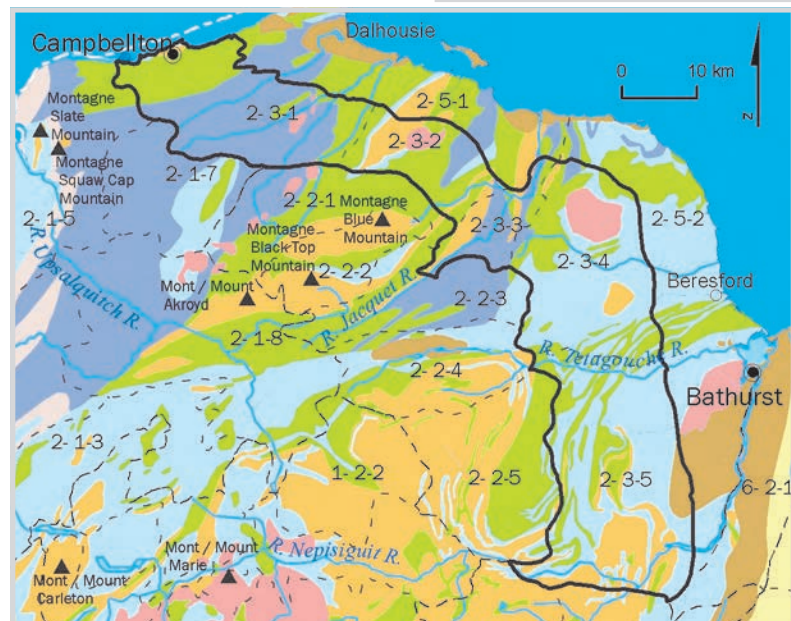 Campbellton
Dalhousie
0 10 km
N
Montagne
Slate
Mountain
Montagne
Squaw Cap
Mountain
2- 1-5
R. Upsalquitch R.
2- 1-7
2- 3-1
2- 5-1
2- 3-2
2- 2-1
Montagne
Blue
Mountain
Montagne
Black Top
Mountain
2- 2-2
Mont / Mount
Akroyd
2- 3-3
2- 5-2
2- 3-4
Beresford
2- 2-3
R. Jacquet R.
2- 1-8
R. Tetagouche R.
2- 2-4
Bathurst
2- 1-3
1- 2-2
2- 2-5
2- 3-5
6- 2-1
R. Nepisiguit R.
Mont / Mount
Marie
Mont / Mount
Carleton